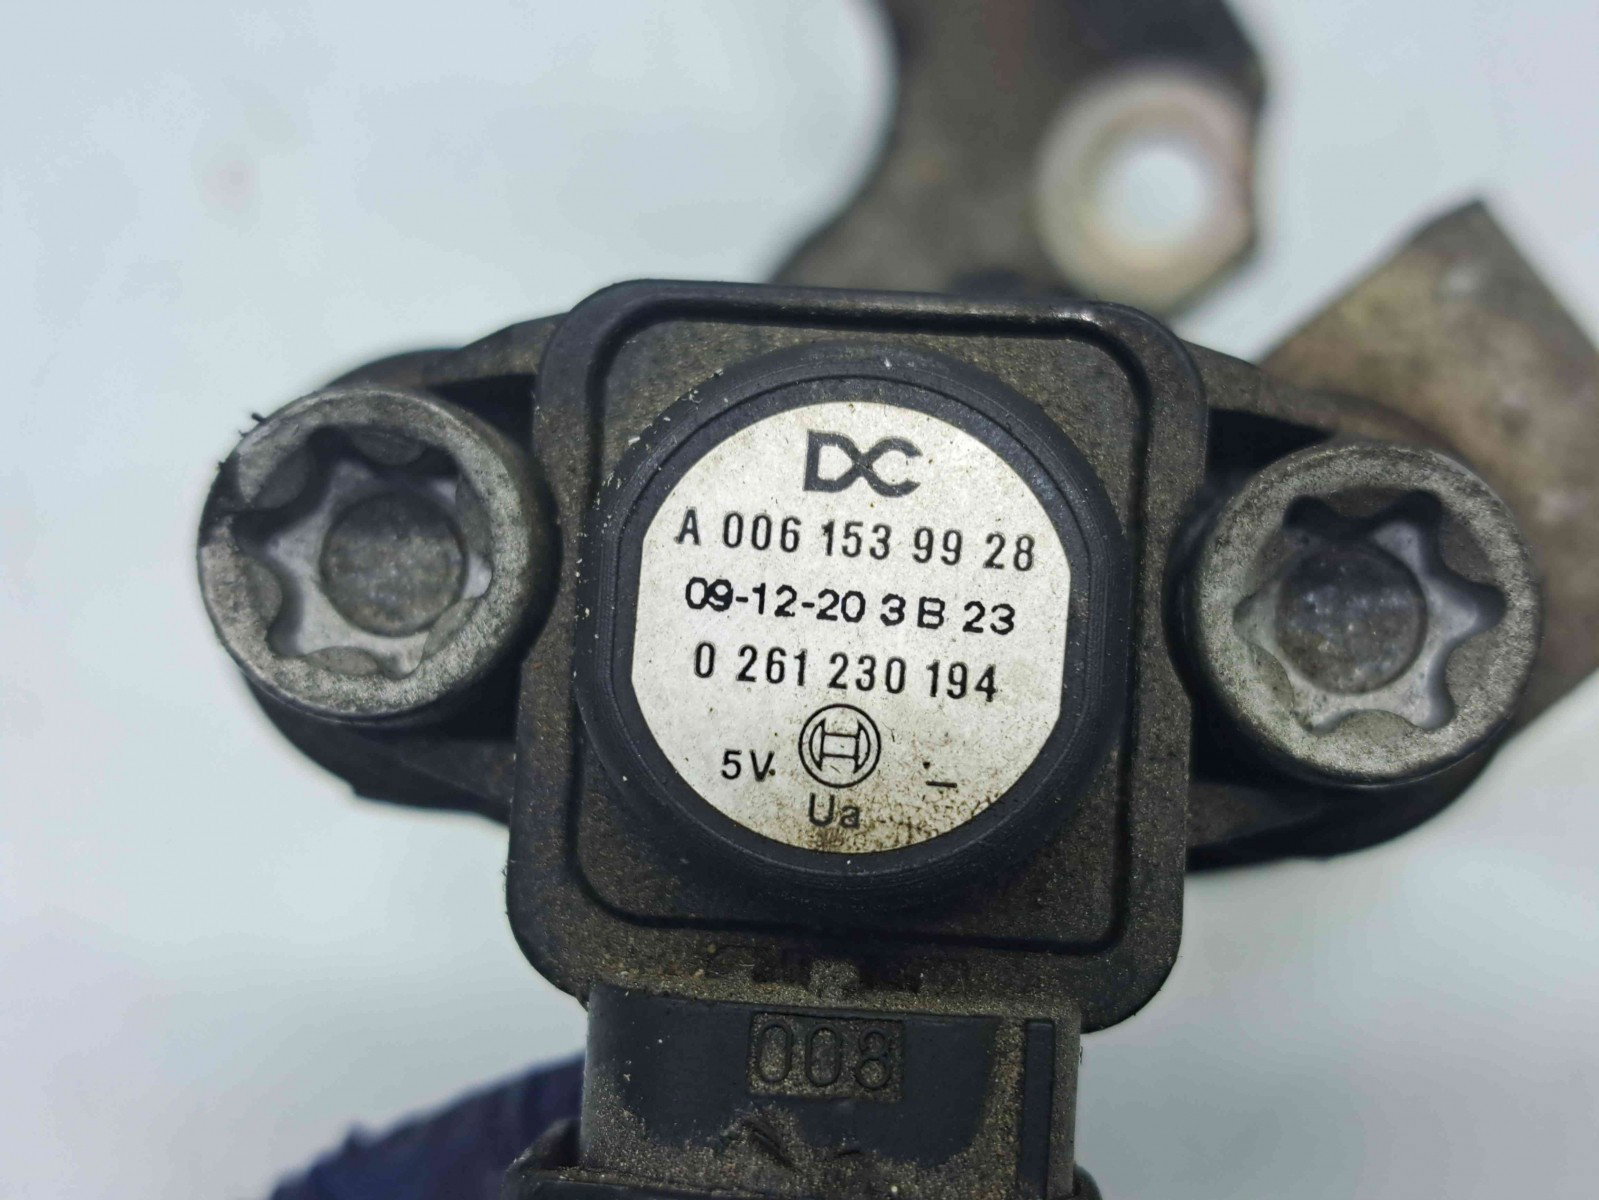 DC
A 006 153 99 28
09-12-20 3 B 23
0 261 230 194
5V. -
Ua
008